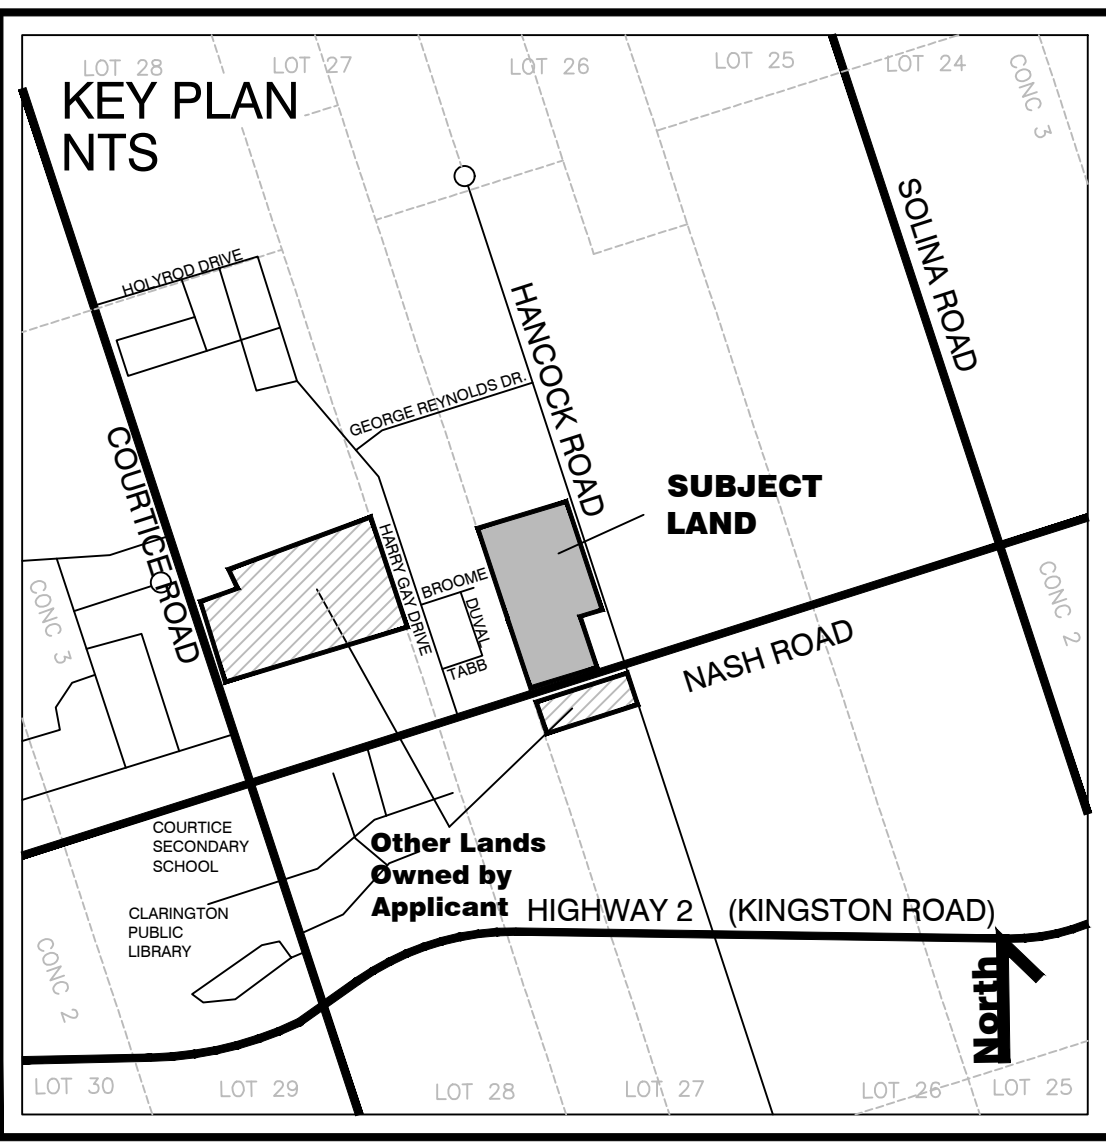 LOT 28
LOT 27
LOT 26
LOT 25
LOT 24
CONC 3
KEY PLAN
NTS
SOLINA ROAD
HOLYROD DRIVE
HANCOCK ROAD
GEORGE REYNOLDS DR.
COURTICE ROAD
SUBJECT
LAND
HARRY GAY DRIVE
BROOME
DUVAL
TABB
CONC 3
CONC 2
NASH ROAD
COURTICE
SECONDARY
SCHOOL
Other Lands
Owned by
Applicant
CLARINGTON
PUBLIC
LIBRARY
HIGHWAY 2 (KINGSTON ROAD)
CONC 2
North
LOT 30
LOT 29
LOT 28
LOT 27
LOT 26
LOT 25